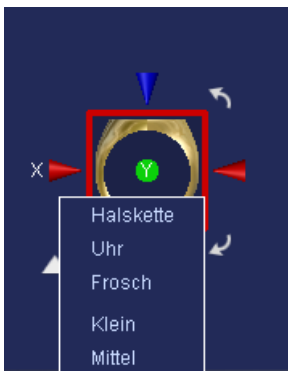 X
Y
Halskette
Uhr
Frosch
Klein
Mittel